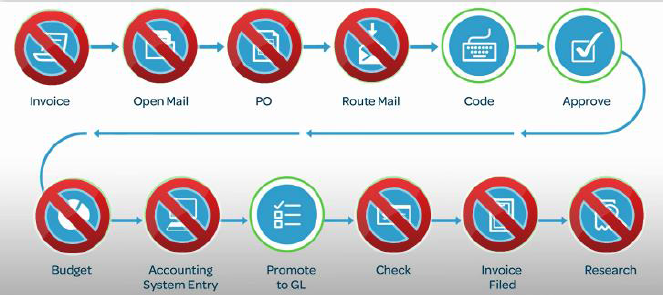 Invoice
Open Mail
PO
Route Mail
Code
Approve
Budget
Accounting
System Entry
Promote
to GL
Check
Invoice
Filed
Research